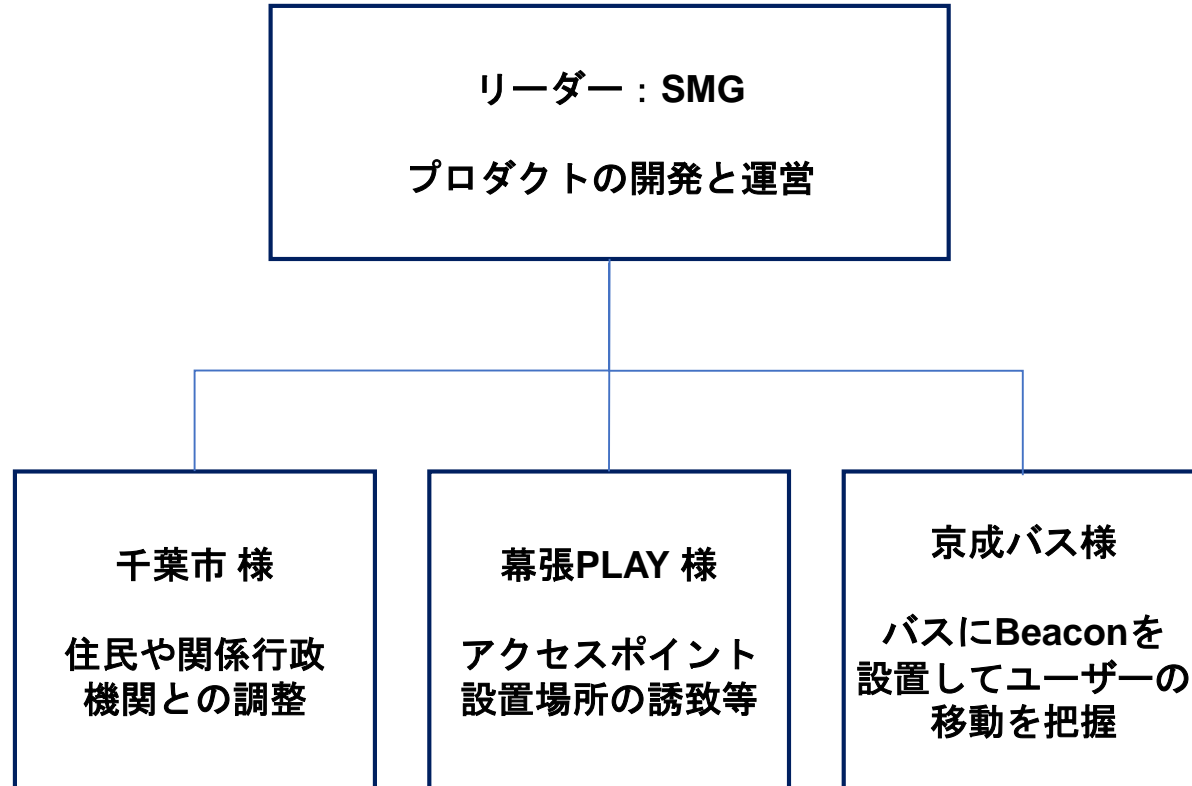 リーダー：SMG
プロダクトの開発と運営
千葉市 様
住民や関係行政
機関との調整
幕張PLAY 様
アクセスポイント
設置場所の誘致等
京成バス様
バスにBeaconを
設置してユーザーの
移動を把握